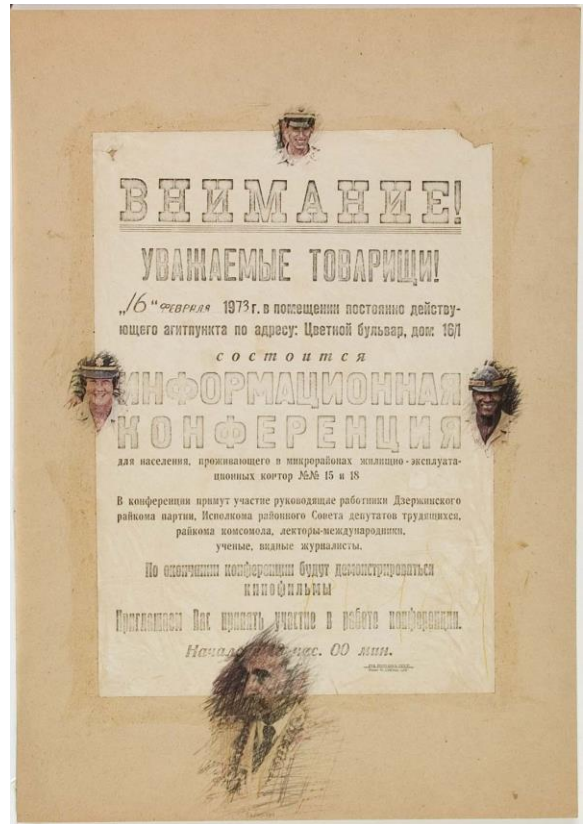 ВНИМАНИЕ!
УВАЖАЕМЫЕ ТОВАРИЩИ!
„16“ ФЕВРАЛЯ 1973 г. в помещении постоянно действу-
ющего агитпункта по адресу: Цветной бульвар, дом 16/1
состоится
ИНФОРМАЦИОННАЯ
КОНФЕРЕНЦИЯ
для населения, проживающего в микрорайонах жилищно-эксплуата-
ционных контор №№ 15 и 18
В конференции примут участие руководящие работники Дзержинского
райкома партии, Исполкома районного Совета депутатов трудящихся,
райкома комсомола, лекторы-международники,
ученые, видные журналисты.
По окончании конференции будут демонстрироваться
КИНОФИЛЬМЫ
Приглашаем Вас принять участие в работе конференции.
Начало час. 00 мин.